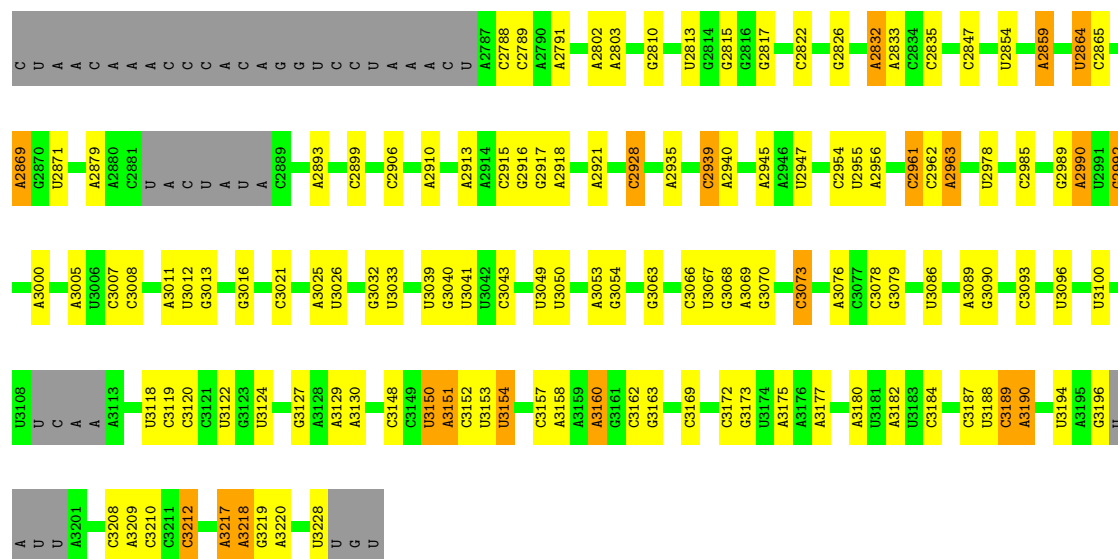 C U A A C A A A C C C A C A G G U C C U A A A C U A2787 C2788 C2789 A2790 A2791 A2802 A2803 G2810 U2813 G2814 G2815 G2816 G2817 C2822 G2826 A2832 A2833 C2834 C2835 C2847 U2854 A2859 U2864 C2865
A2869 G2870 U2871 A2879 A2880 C2881 U A C U A U A C2889 A2893 C2899 C2906 A2910 A2913 A2914 C2915 G2916 G2917 A2918 A2921 C2928 A2935 C2939 A2940 A2945 A2946 U2947 C2954 U2955 A2956 C2961 C2962 A2963 U2978 C2985 G2989 A2990 U2991 C2992
A3000 A3005 U3006 C3007 C3008 A3011 U3012 G3013 G3016 C3021 A3025 U3026 G3032 U3033 U3039 G3040 U3041 U3042 C3043 U3049 U3050 A3053 G3054 G3063 C3066 U3067 G3068 A3069 G3070 C3073 A3076 C3077 C3078 G3079 U3086 A3089 G3090 C3093 U3096 U3100
U3108 U C A A A3113 U3118 C3119 C3120 C3121 U3122 G3123 U3124 G3127 A3128 A3129 A3130 C3148 C3149 U3150 A3151 C3152 U3153 U3154 C3157 A3158 A3159 A3160 G3161 G3163 C3169 C3172 G3173 U3174 A3175 A3176 A3177 A3180 U3181 A3182 U3183 C3184 C3187 U3188 C3189 A3190 U3194 A3195 G3196 U
A U U A3201 C3208 A3209 C3210 C3211 C3212 A3217 A3218 G3219 A3220 U3228 U G U